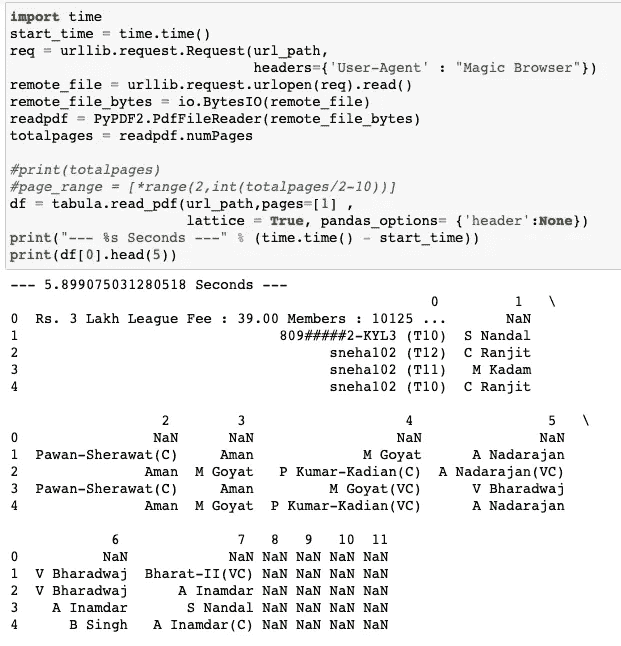 import time
start_time = time.time()
req = urllib.request.Request(url_path,
headers={'User-Agent' : "Magic Browser"})
remote_file = urllib.request.urlopen(req).read()
remote_file_bytes = io.BytesIO(remote_file)
readpdf = PyPDF2.PdfFileReader(remote_file_bytes)
totalpages = readpdf.numPages
#print(totalpages)
#page_range = [*range(2,int(totalpages/2-10))]
df = tabula.read_pdf(url_path,pages=[1] ,
lattice = True, pandas_options= {'header':None})
print("--- %s Seconds ---" % (time.time() - start_time))
print(df[0].head(5))
--- 5.899075031280518 Seconds ---
0 1 \
0 Rs. 3 Lakh League Fee : 39.00 Members : 10125 ... NaN
1 809#####2-KYL3 (T10) S Nandal
2 sneha102 (T12) C Ranjit
3 sneha102 (T11) M Kadam
4 sneha102 (T10) C Ranjit
2 3 4 5 \
0 NaN NaN NaN NaN
1 Pawan-Sherawat(C) Aman M Goyat A Nadarajan
2 Aman M Goyat P Kumar-Kadian(C) A Nadarajan(VC)
3 Pawan-Sherawat(C) Aman M Goyat(VC) V Bharadwaj
4 Aman M Goyat P Kumar-Kadian(VC) A Nadarajan
6 7 8 9 10 11
0 NaN NaN NaN NaN NaN NaN
1 V Bharadwaj Bharat-II(VC) NaN NaN NaN NaN
2 V Bharadwaj A Inamdar NaN NaN NaN NaN
3 A Inamdar S Nandal NaN NaN NaN NaN
4 B Singh A Inamdar(C) NaN NaN NaN NaN